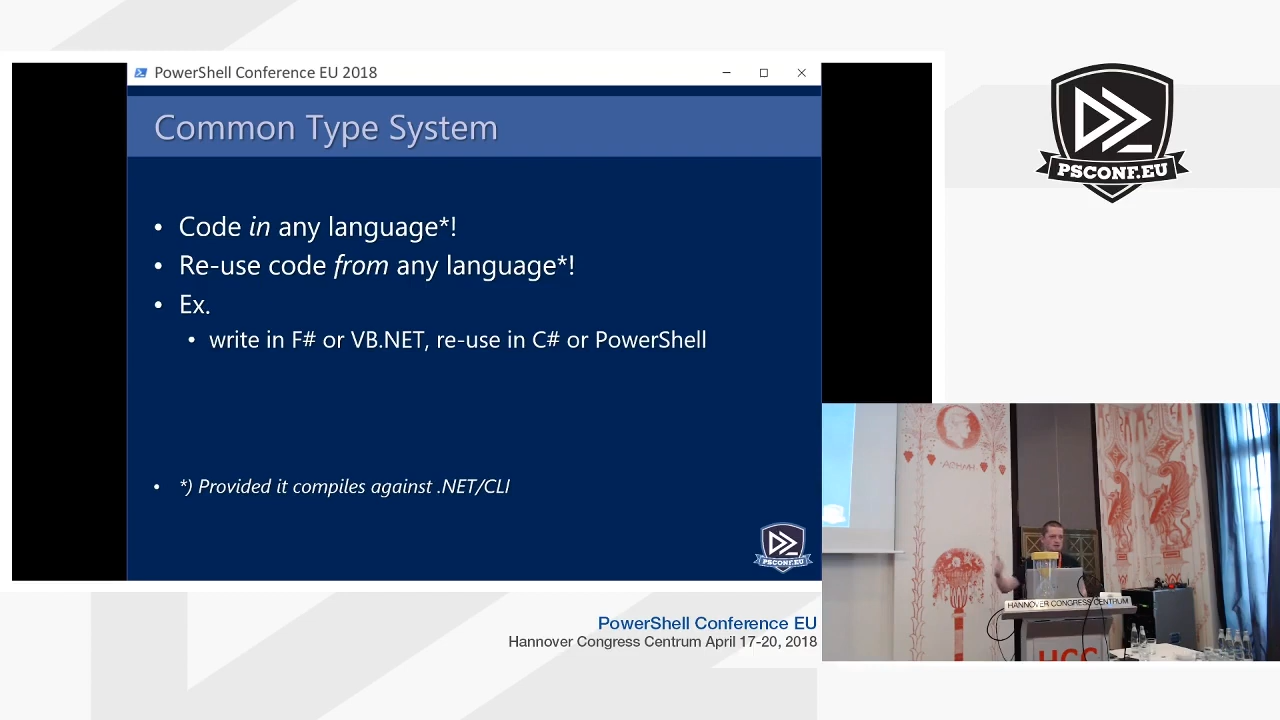 PowerShell Conference EU 2018
Common Type System
• Code in any language*!
• Re-use code from any language*!
• Ex.
• write in F# or VB.NET, re-use in C# or PowerShell
• *) Provided it compiles against .NET/CLI
PSCONF.EU
PSCONF.EU
PowerShell Conference EU
Hannover Congress Centrum April 17-20, 2018
HANNOVER CONGRESS CENTRUM
HCC